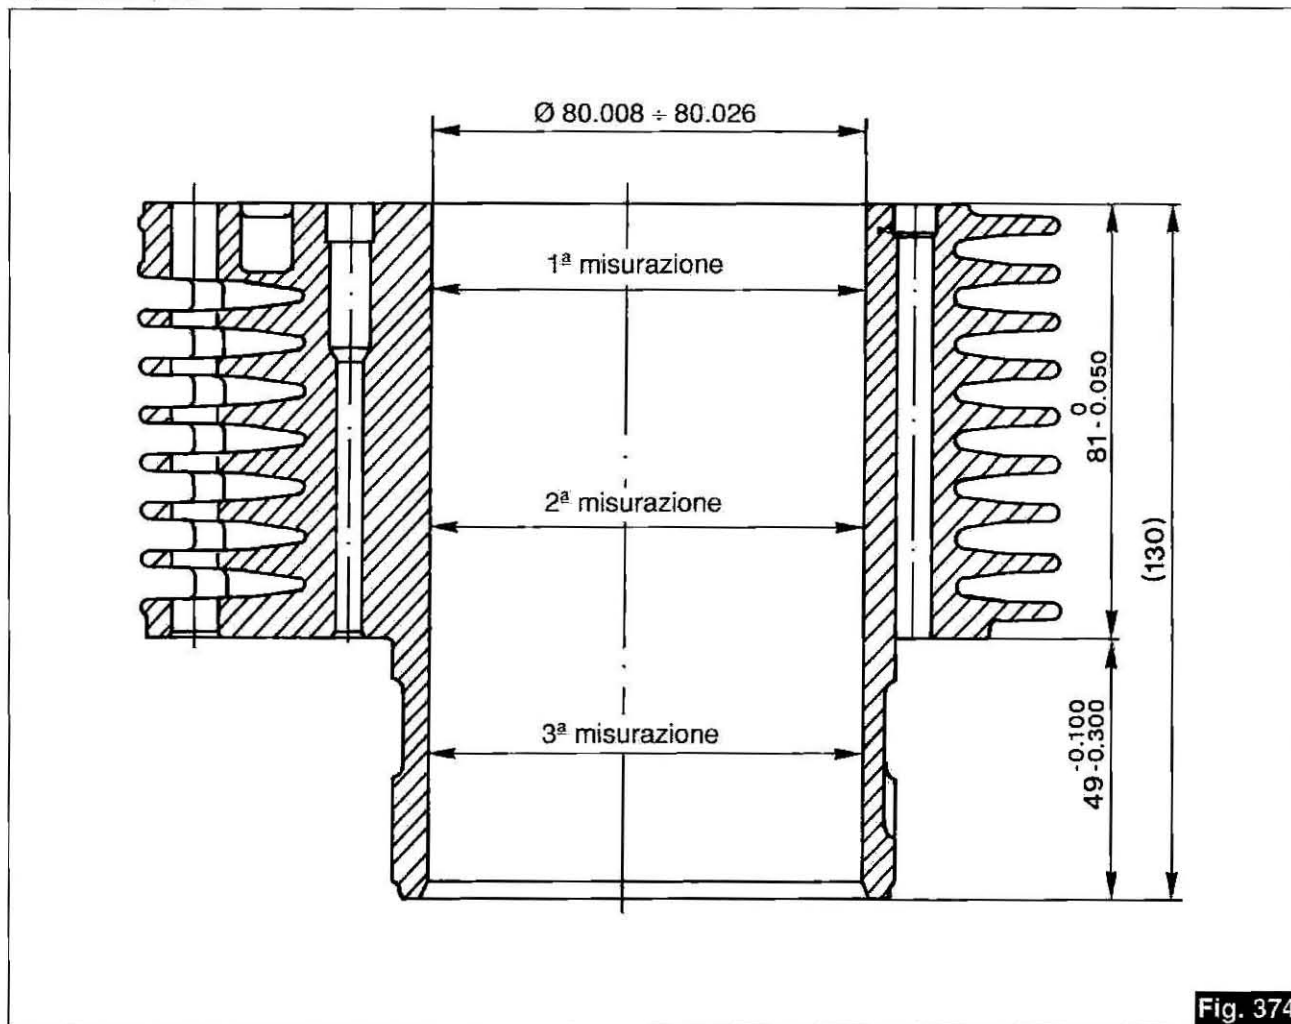 Ø 80.008 ÷ 80.026
1ª misurazione
2ª misurazione
3ª misurazione
81 0 -0.050
(130)
49 -0.100 -0.300
Fig. 374